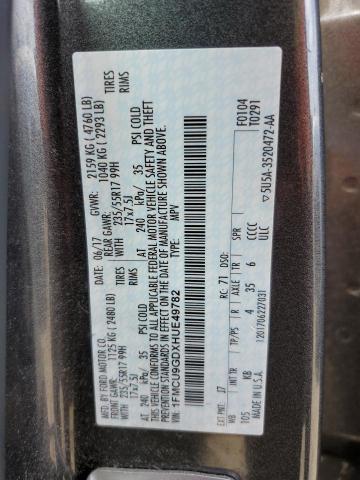 MFD. BY FORD MOTOR CO.
DATE: 06/17 GVWR: 2159 KG ( 4760 LB)
FRONT GAWR: 1125 KG ( 2480 LB) REAR GAWR: 1040 KG ( 2293 LB)
235/55R17 99H TIRES 235/55R17 99H TIRES
17x7.5J RIMS 17x7.5J RIMS
AT 240 kPa/ 35 PSI/COLD AT 240 kPa/ 35 PSI COLD
THIS VEHICLE CONFORMS TO ALL APPLICABLE FEDERAL MOTOR VEHICLE SAFETY AND THEFT
PREVENTION STANDARDS IN EFFECT ON THE DATE OF MANUFACTURE SHOWN ABOVE.
VIN: 1FMCU9GDXHUE49782
TYPE: MPV
F0104
T0291
EXT PNT: J7 RC: 71 DSO:
WB BRK INT TR TP/PS R AXLE TR SPR
105 KB 4 35 6 CCCC
U.S.A. ULC
1201706227031
▽5U5A-3520472-AA